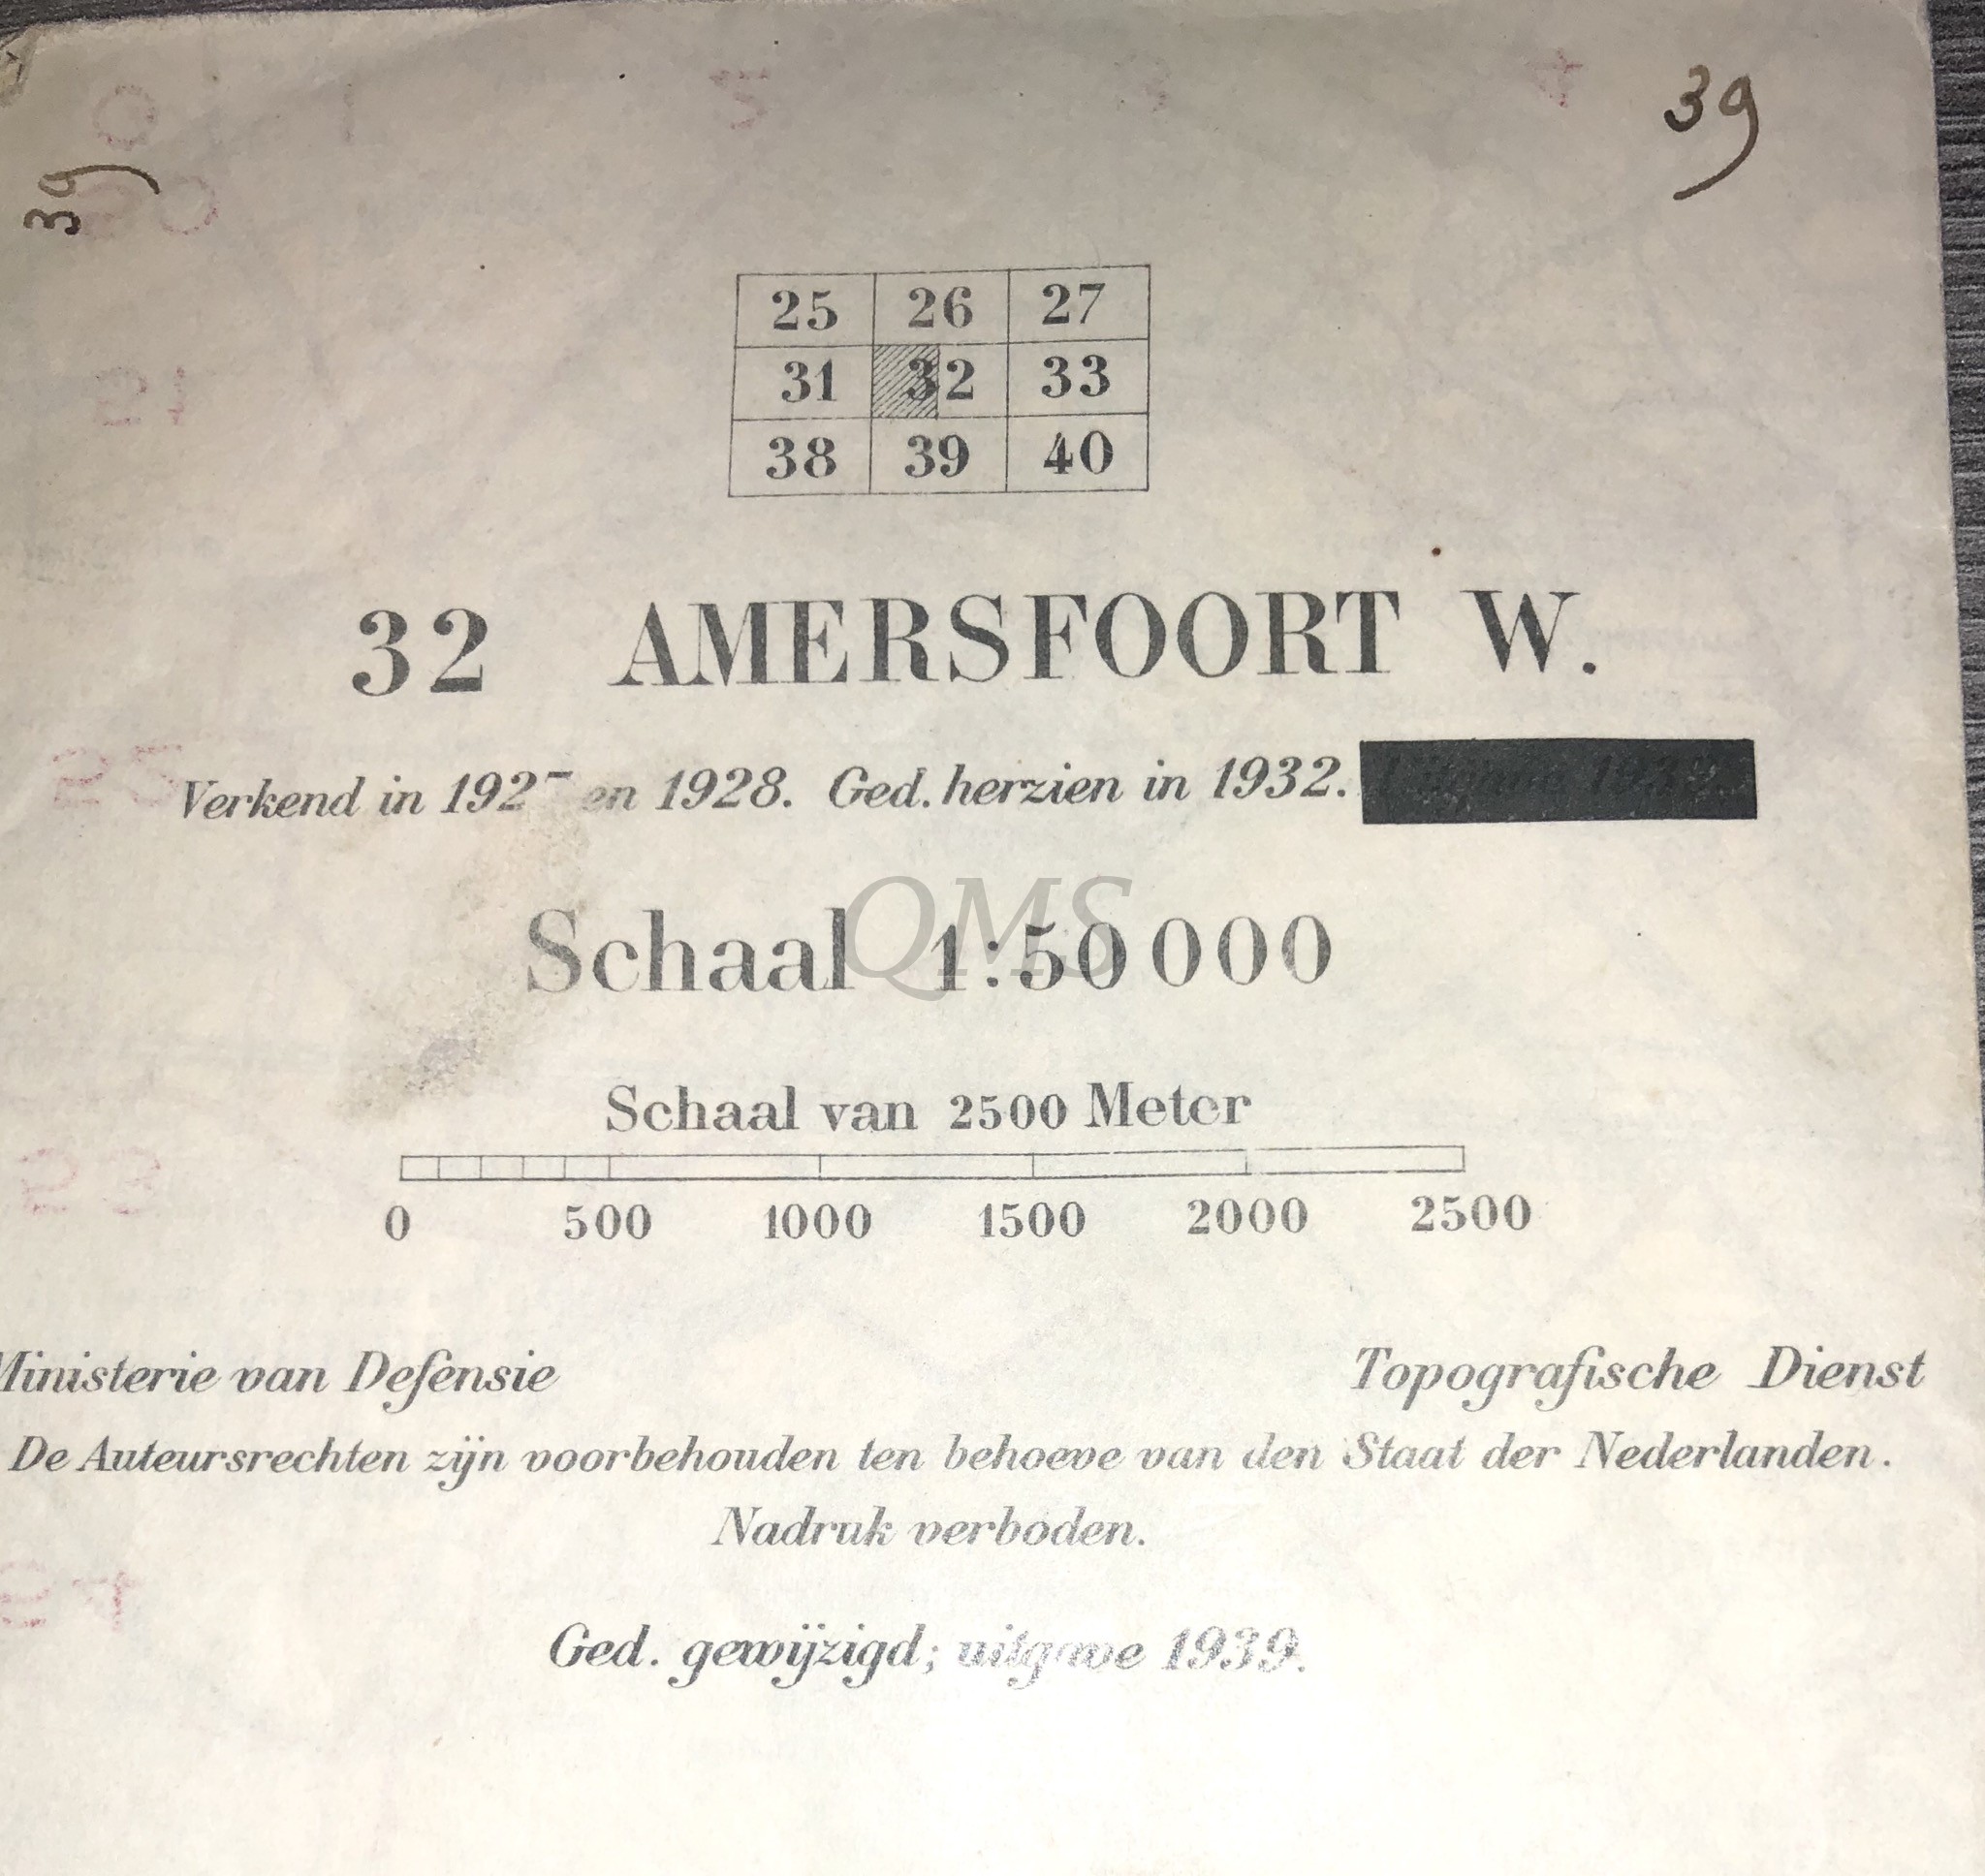 39
39
25 26 27
31 32 33
38 39 40
32 AMERSFOORT W.
Verkend in en 1928. Ged. herzien in 1932.
QMS
Schaal 1:50000
Schaal van 2500 Meter
0 500 1000 1500 2000 2500
Ministerie van Defensie Topografische Dienst
De Auteursrechten zijn voorbehouden ten behoeve van den Staat der Nederlanden.
Nadruk verboden.
Ged. gewijzigd; uitgave 1939.